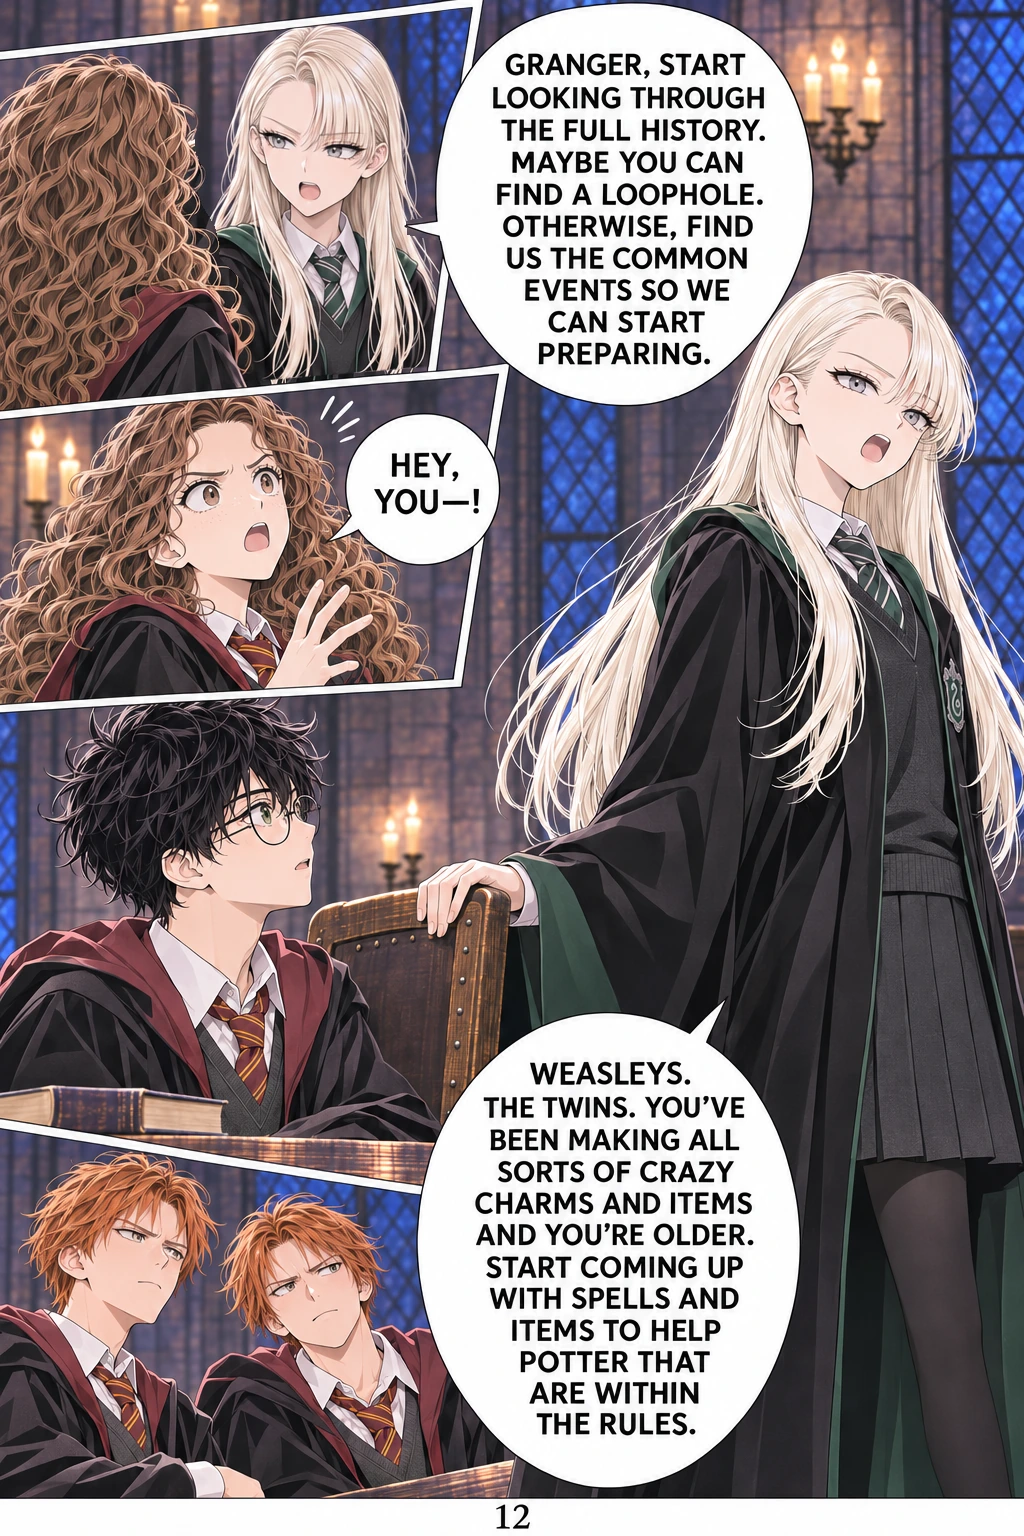 GRANGER, START
LOOKING THROUGH
THE FULL HISTORY.
MAYBE YOU CAN
FIND A LOOPHOLE.
OTHERWISE, FIND
US THE COMMON
EVENTS SO WE
CAN START
PREPARING.
HEY,
YOU—!
WEASLEYS.
THE TWINS. YOU'VE
BEEN MAKING ALL
SORTS OF CRAZY
CHARMS AND ITEMS
AND YOU'RE OLDER.
START COMING UP
WITH SPELLS AND
ITEMS TO HELP
POTTER THAT
ARE WITHIN
THE RULES.
12